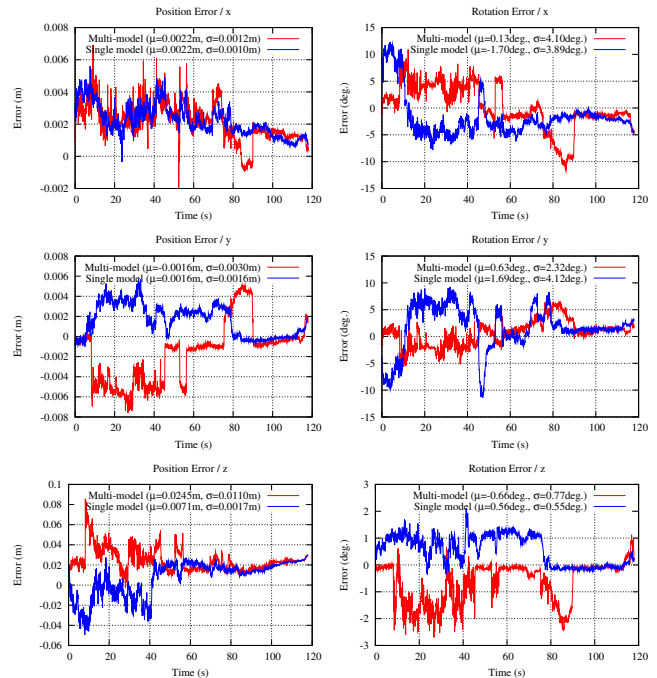 Position Error / x
0.008
0.006
0.004
0.002
0
-0.002
Error (m)
Multi-model (μ=0.0022m, σ=0.0012m)
Single model (μ=0.0022m, σ=0.0010m)
0 20 40 60 80 100 120
Time (s)
Rotation Error / x
15
10
5
0
-5
-10
-15
Error (deg.)
Multi-model (μ=0.13deg., σ=4.10deg.)
Single model (μ=-1.70deg., σ=3.89deg.)
0 20 40 60 80 100 120
Time (s)
Position Error / y
0.008
0.006
0.004
0.002
0
-0.002
-0.004
-0.006
-0.008
Error (m)
Multi-model (μ=-0.0016m, σ=0.0030m)
Single model (μ=0.0016m, σ=0.0016m)
0 20 40 60 80 100 120
Time (s)
Rotation Error / y
15
10
5
0
-5
-10
-15
Error (deg.)
Multi-model (μ=0.63deg., σ=2.32deg.)
Single model (μ=1.69deg., σ=4.12deg.)
0 20 40 60 80 100 120
Time (s)
Position Error / z
0.1
0.08
0.06
0.04
0.02
0
-0.02
-0.04
-0.06
Error (m)
Multi-model (μ=0.0245m, σ=0.0110m)
Single model (μ=0.0071m, σ=0.0017m)
0 20 40 60 80 100 120
Time (s)
Rotation Error / z
3
2
1
0
-1
-2
-3
Error (deg.)
Multi-model (μ=-0.66deg., σ=0.77deg.)
Single model (μ=0.56deg., σ=0.55deg.)
0 20 40 60 80 100 120
Time (s)